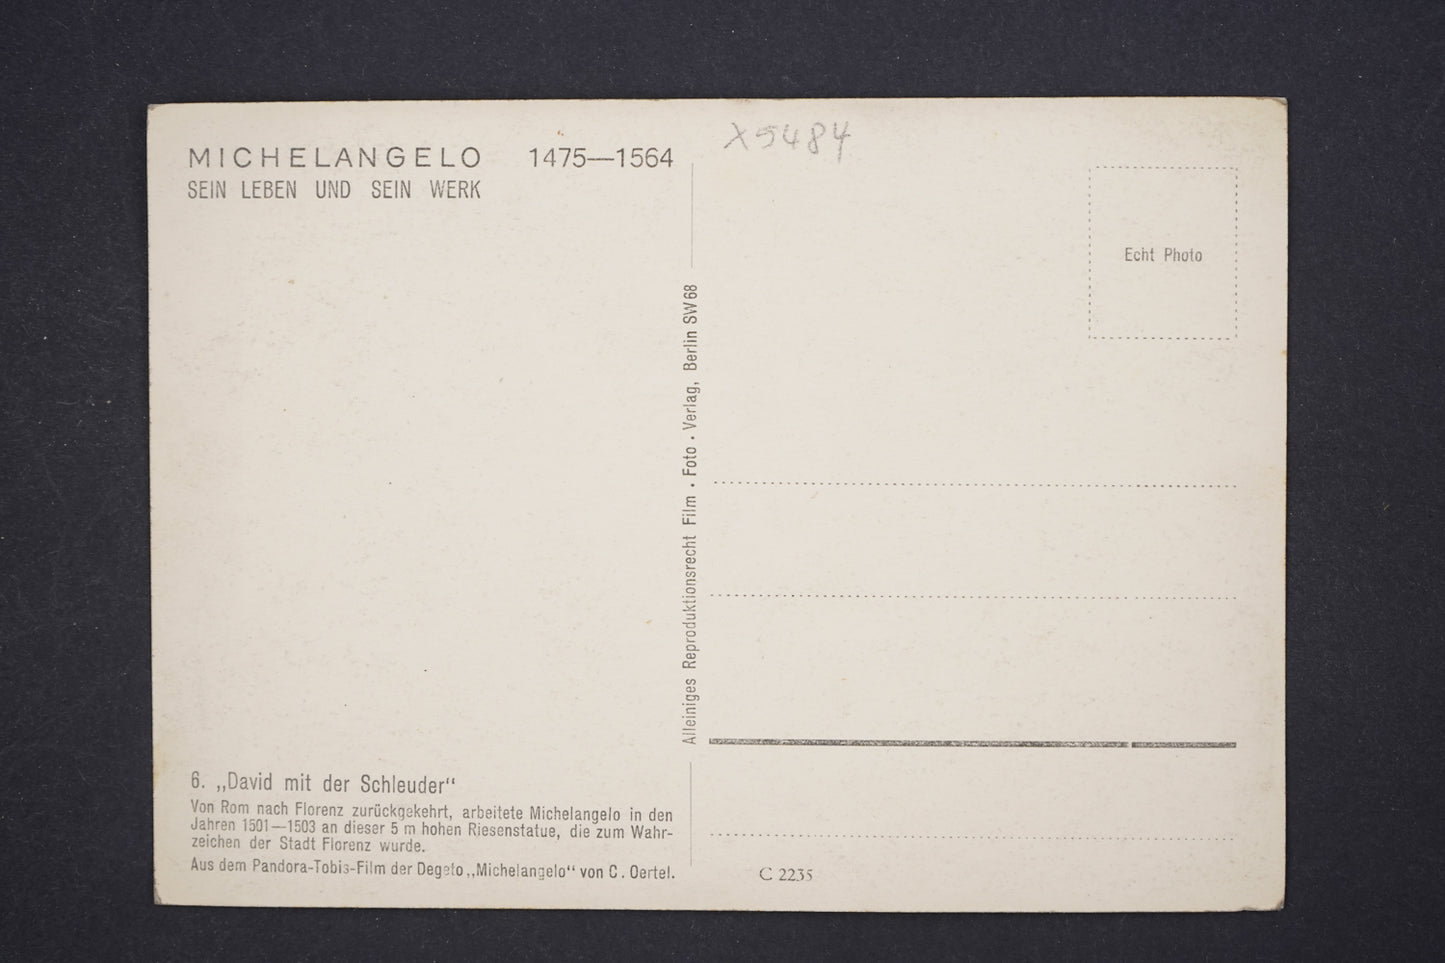 MICHELANGELO 1475—1564
SEIN LEBEN UND SEIN WERK
6. „David mit der Schleuder“
Von Rom nach Florenz zurückgekehrt, arbeitete Michelangelo in den
Jahren 1501—1503 an dieser 5 m hohen Riesenstatue, die zum Wahr-
zeichen der Stadt Florenz wurde.
Aus dem Pandora-Tobis-Film der Degeto „Michelangelo“ von C. Oertel.
Alleiniges Reproduktionsrecht Film • Foto • Verlag, Berlin SW 68
X5484
Echt Photo
C 2235